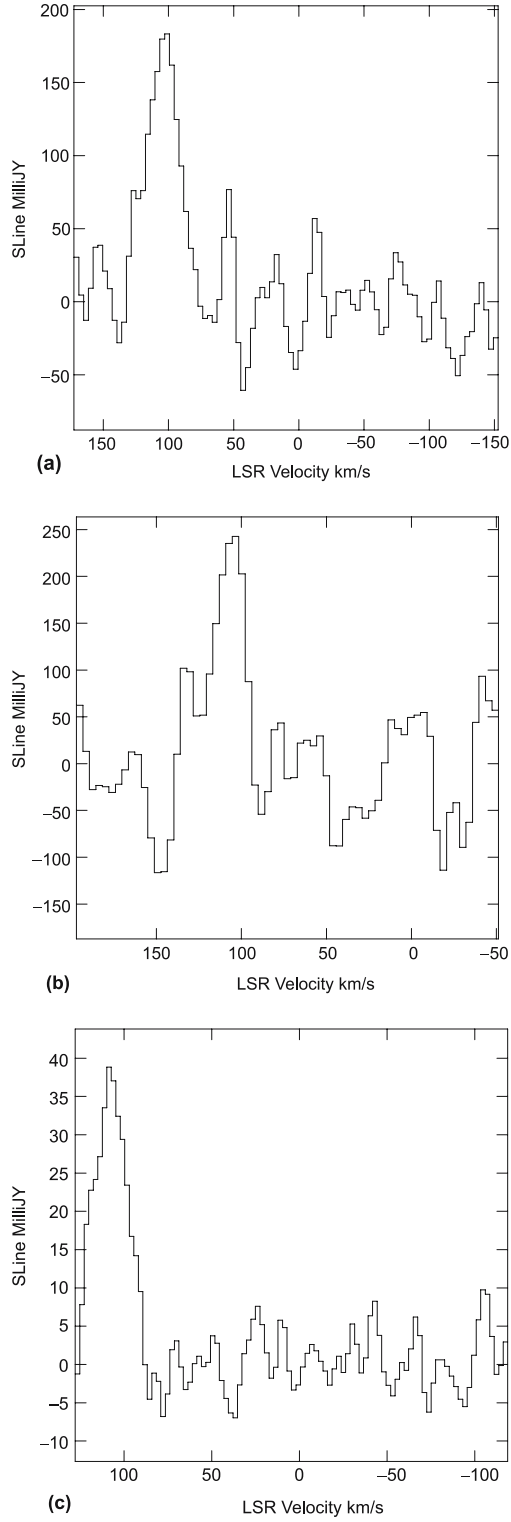 200
150
100
50
0
−50
SLine MilliJY
150 100 50 0 −50 −100 −150
(a)
LSR Velocity km/s
250
200
150
100
50
0
−50
−100
−150
SLine MilliJY
150 100 50 0 −50
(b)
LSR Velocity km/s
40
35
30
25
20
15
10
5
0
−5
−10
SLine MilliJY
100 50 0 −50 −100
(c)
LSR Velocity km/s